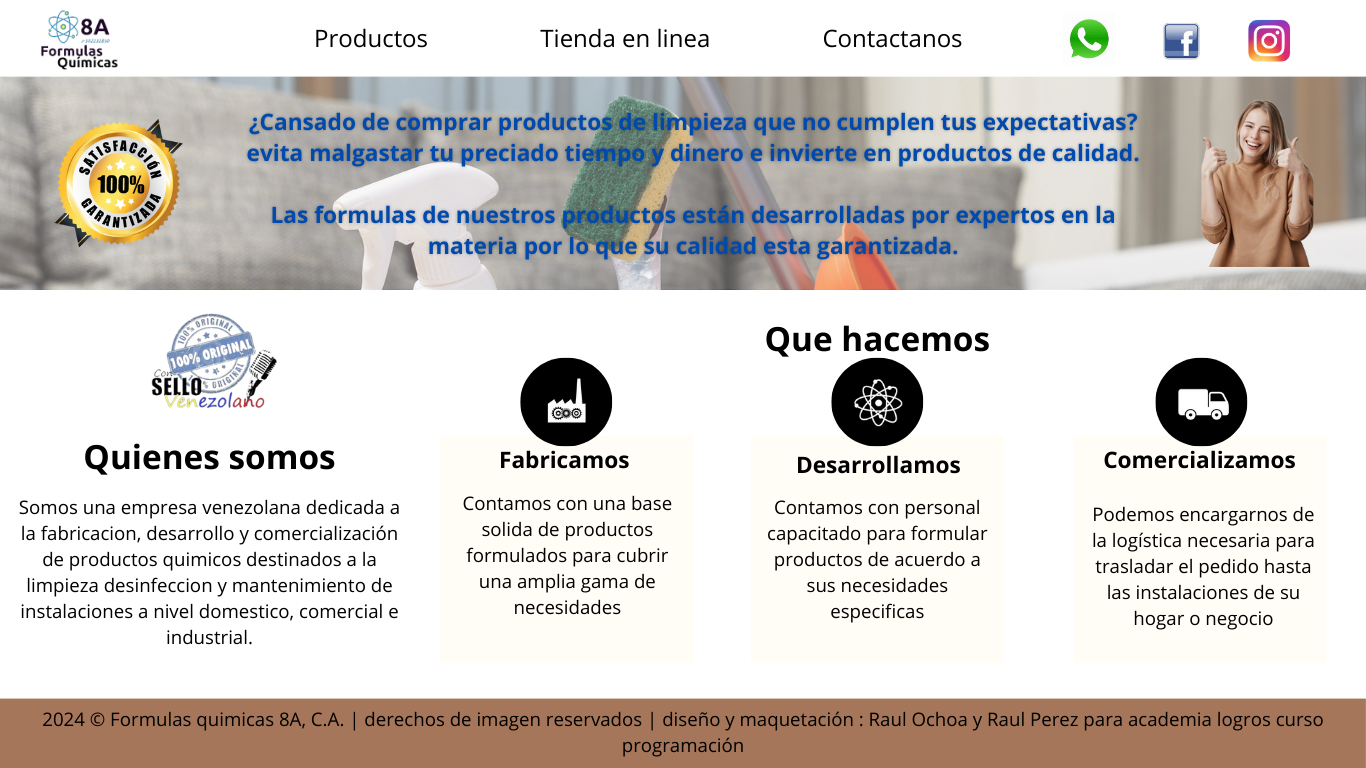 8A
Formulas
Quimicas
Productos
Tienda en linea
Contactanos
SATISFACCIÓN
100%
GARANTIZADA
¿Cansado de comprar productos de limpieza que no cumplen tus expectativas?
evita malgastar tu preciado tiempo y dinero e invierte en productos de calidad.
Las formulas de nuestros productos están desarrolladas por expertos en la
materia por lo que su calidad esta garantizada.
100% ORIGINAL
100% ORIGINAL
100% ORIGINAL
Con
SELLO
Venezolano
Quienes somos
Somos una empresa venezolana dedicada a
la fabricacion, desarrollo y comercialización
de productos quimicos destinados a la
limpieza desinfeccion y mantenimiento de
instalaciones a nivel domestico, comercial e
industrial.
Que hacemos
Fabricamos
Contamos con una base
solida de productos
formulados para cubrir
una amplia gama de
necesidades
Desarrollamos
Contamos con personal
capacitado para formular
productos de acuerdo a
sus necesidades
especificas
Comercializamos
Podemos encargarnos de
la logística necesaria para
trasladar el pedido hasta
las instalaciones de su
hogar o negocio
2024 © Formulas quimicas 8A, C.A. | derechos de imagen reservados | diseño y maquetación : Raul Ochoa y Raul Perez para academia logros curso
programación